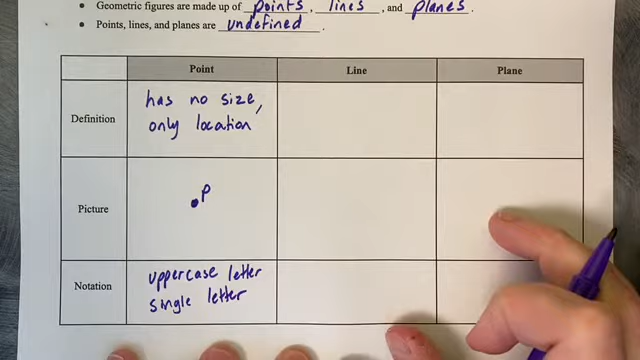 • Geometric figures are made up of points, lines, and planes.
• Points, lines, and planes are undefined.
Point Line Plane
Definition
has no size,
only location
Picture
P
Notation
uppercase letter
single letter